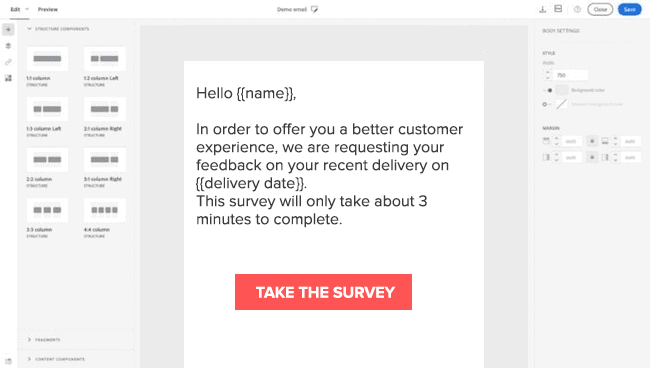 Edit
Preview
Demo email
Close
Save
STRUCTURE COMPONENTS
1:1 column
STRUCTURE
1:2 column Left
STRUCTURE
1:3 column Left
STRUCTURE
2:1 column Right
STRUCTURE
2:2 column
STRUCTURE
3:1 column Right
STRUCTURE
3:3 column
STRUCTURE
4:4 column
STRUCTURE
FRAGMENTS
CONTENT COMPONENTS
Hello {{name}},
In order to offer you a better customer
experience, we are requesting your
feedback on your recent delivery on
{{delivery date}}.
This survey will only take about 3
minutes to complete.
TAKE THE SURVEY
BODY SETTINGS
STYLE
Width
750
Background color
MARGIN
auto
auto
auto
auto